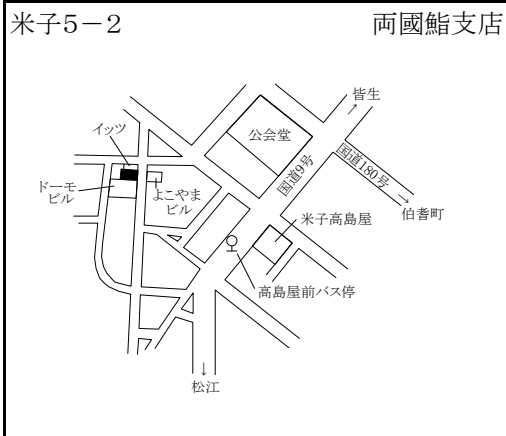 米子5-2
両國鮨支店
皆生
↑
イッツ
公会堂
国道9号
国道180号
→
伯耆町
ドーモ
ビル
よこやま
ビル
米子高島屋
高島屋前バス停
↓
松江